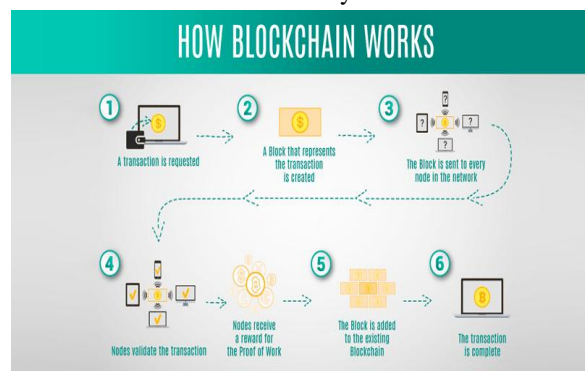 HOW BLOCKCHAIN WORKS
1
A transaction is requested
2
A Block that represents
the transaction
is created
3
The Block is sent to every
node in the network
4
Nodes validate the transaction
Nodes receive
a reward for
the Proof of Work
5
The Block is added
to the existing
Blockchain
6
The transaction
is complete